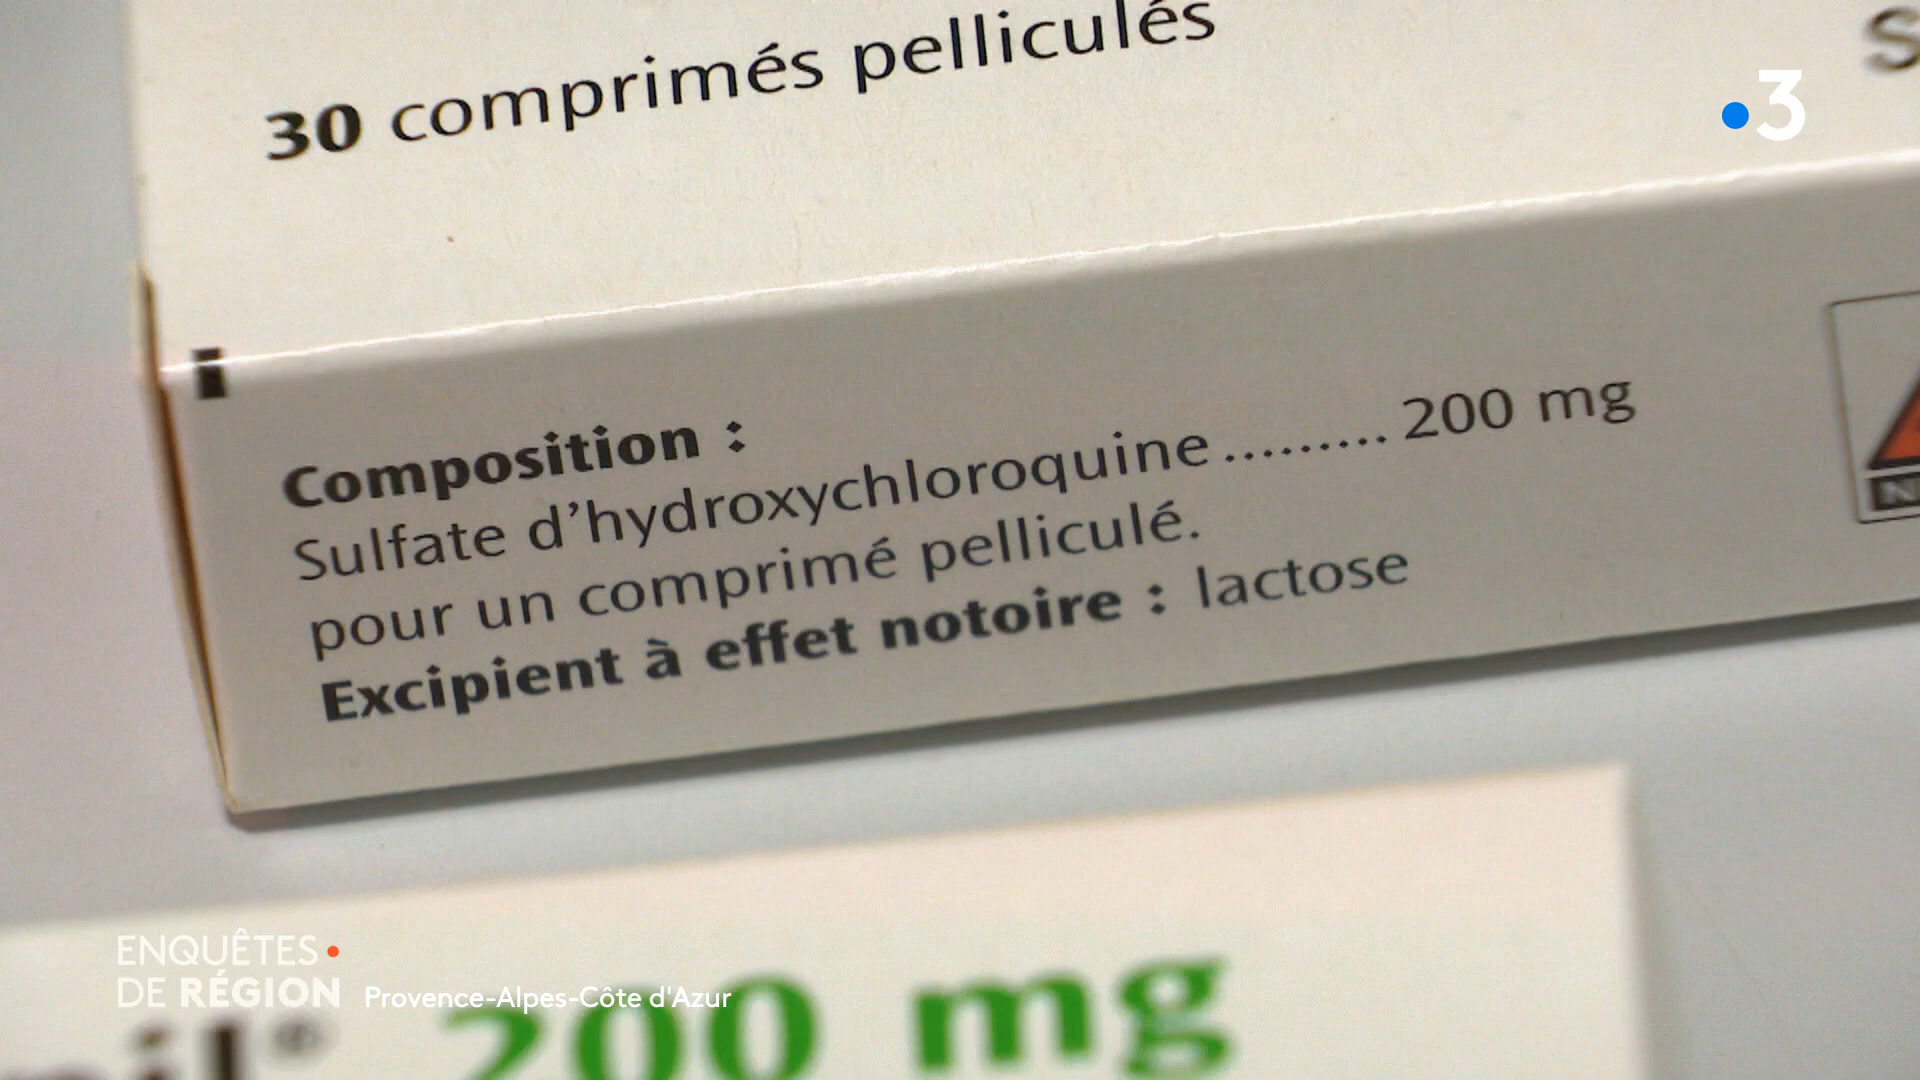 30 comprimés pelliculés
3
Composition :
Sulfate d'hydroxychloroquine......... 200 mg
pour un comprimé pelliculé.
Excipient à effet notoire : lactose
ENQUÊTES
DE RÉGION Provence-Alpes-Côte d'Azur
200 mg